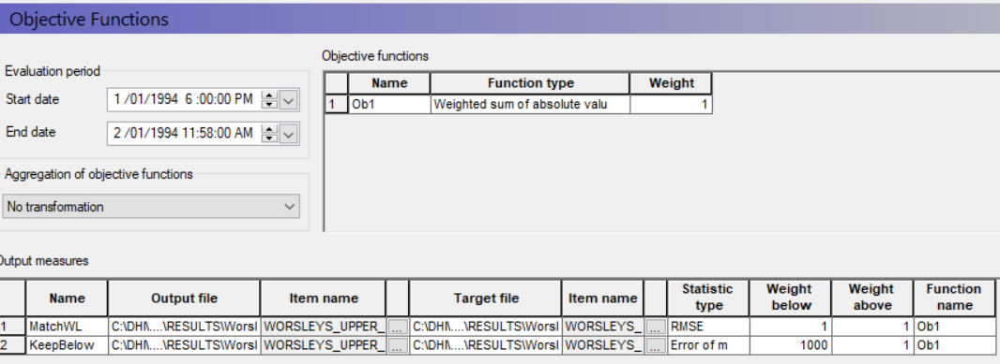 Objective Functions
Evaluation period
Start date
1 /01/1994 6 :00:00 PM
End date
2 /01/1994 11:58:00 AM
Aggregation of objective functions
No transformation
Objective functions
Name Function type Weight
1 Ob1 Weighted sum of absolute valu 1
Output measures
Name Output file Item name Target file Item name Statistic type Weight below Weight above Function name
1 MatchWL C:\DHI\....\RESULTS\Worsl WORSLEYS_UPPER_ ... C:\DHI\....\RESULTS\Worsl WORSLEYS_ ... RMSE 1 1 Ob1
2 KeepBelow C:\DHI\....\RESULTS\Worsl WORSLEYS_UPPER_ ... C:\DHI\....\RESULTS\Worsl WORSLEYS_ ... Error of m 1000 1 Ob1